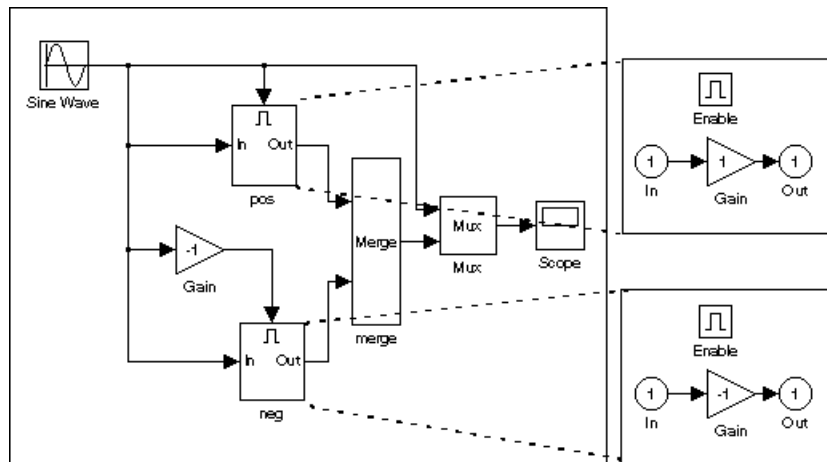 Sine Wave
In
Out
pos
-1
Gain
In
Out
neg
Merge
merge
Mux
Mux
Scope
Enable
1
In
1
Gain
1
Out
Enable
1
In
-1
Gain
1
Out